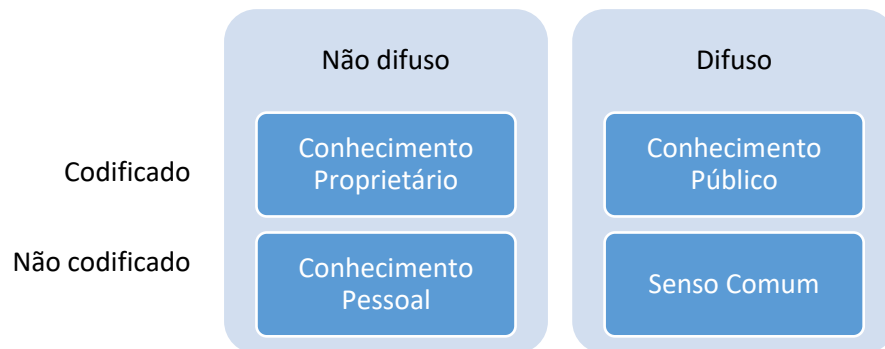 Não difuso
Difuso
Codificado
Conhecimento
Proprietário
Conhecimento
Público
Não codificado
Conhecimento
Pessoal
Senso Comum